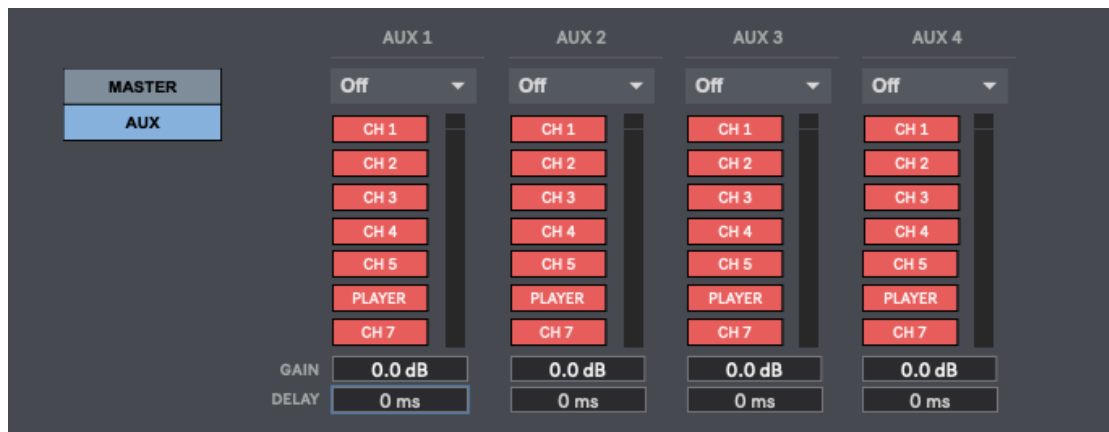 AUX 1 AUX 2 AUX 3 AUX 4
MASTER Off Off Off Off
AUX CH 1 CH 1 CH 1 CH 1
CH 2 CH 2 CH 2 CH 2
CH 3 CH 3 CH 3 CH 3
CH 4 CH 4 CH 4 CH 4
CH 5 CH 5 CH 5 CH 5
PLAYER PLAYER PLAYER PLAYER
CH 7 CH 7 CH 7 CH 7
GAIN 0.0 dB 0.0 dB 0.0 dB 0.0 dB
DELAY 0 ms 0 ms 0 ms 0 ms